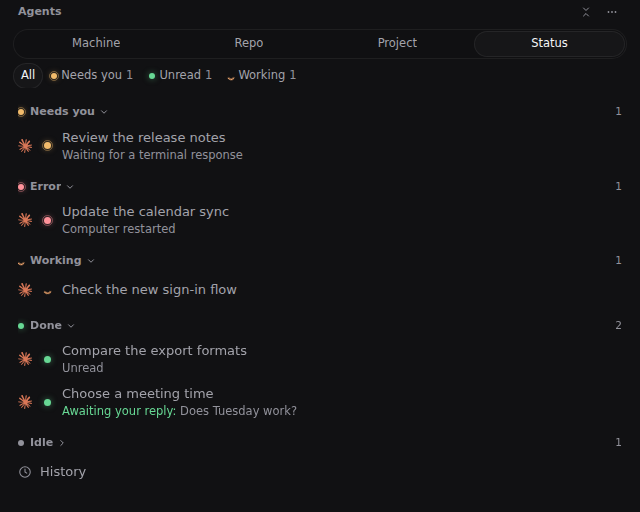 Agents
Machine Repo Project Status
All Needs you 1 Unread 1 Working 1
Needs you 1
Review the release notes
Waiting for a terminal response
Error 1
Update the calendar sync
Computer restarted
Working 1
Check the new sign-in flow
Done 2
Compare the export formats
Unread
Choose a meeting time
Awaiting your reply: Does Tuesday work?
Idle 1
History